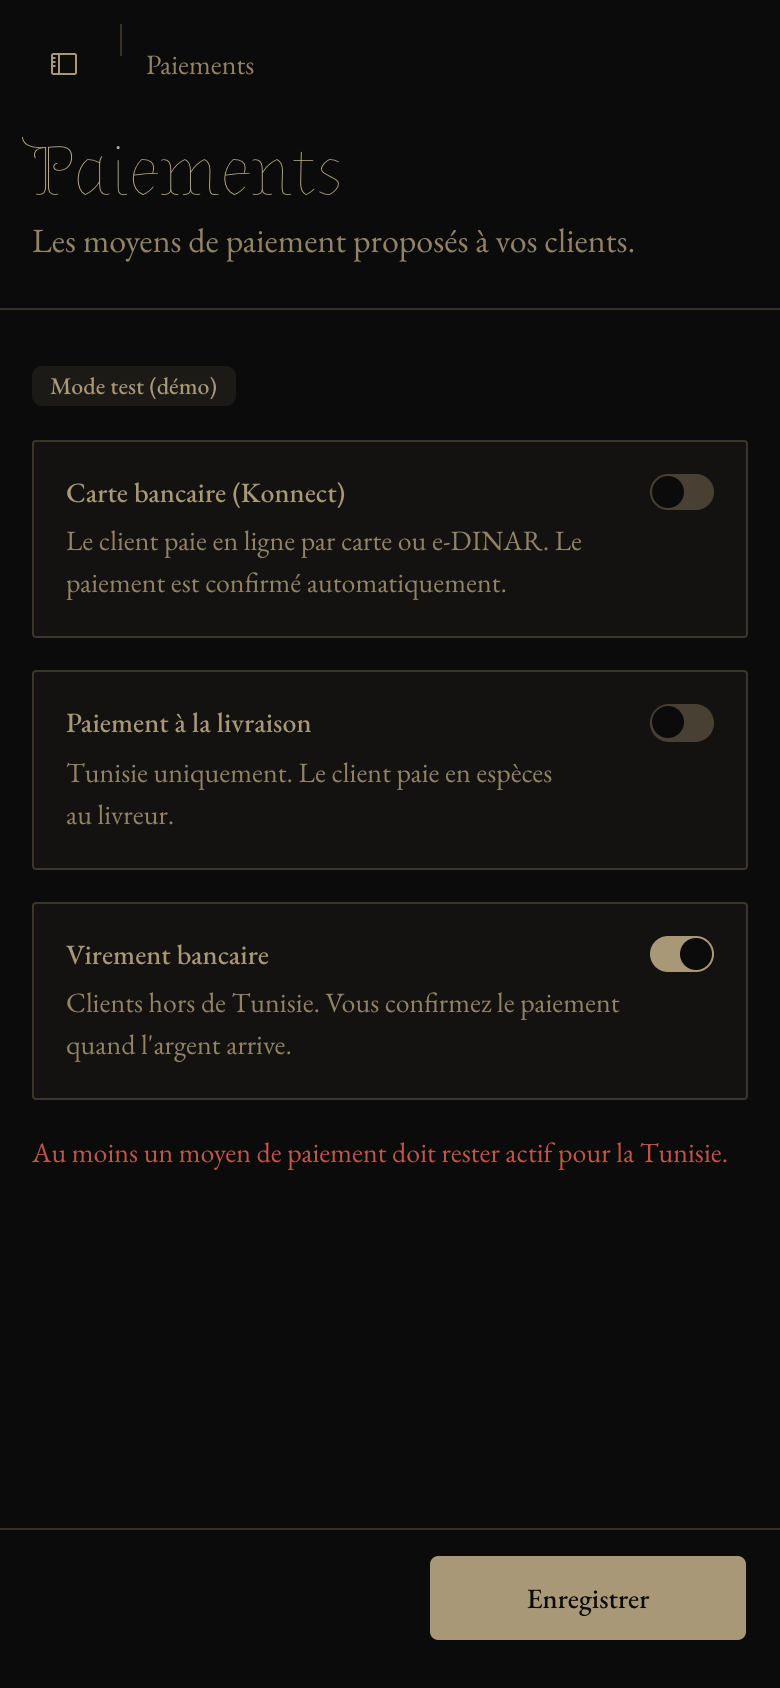 Paiements
Paiements
Les moyens de paiement proposés à vos clients.
Mode test (démo)
Carte bancaire (Konnect)
Le client paie en ligne par carte ou e-DINAR. Le
paiement est confirmé automatiquement.
Paiement à la livraison
Tunisie uniquement. Le client paie en espèces
au livreur.
Virement bancaire
Clients hors de Tunisie. Vous confirmez le paiement
quand l'argent arrive.
Au moins un moyen de paiement doit rester actif pour la Tunisie.
Enregistrer